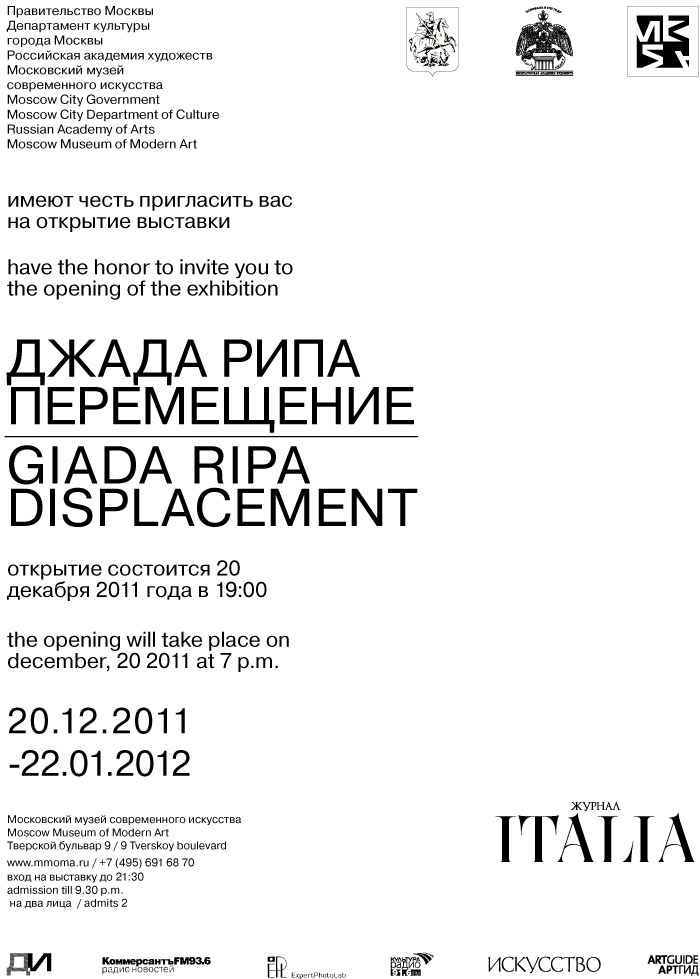 Правительство Москвы
Департамент культуры
города Москвы
Российская академия художеств
Московский музей
современного искусства
Moscow City Government
Moscow City Department of Culture
Russian Academy of Arts
Moscow Museum of Modern Art
имеют честь пригласить вас
на открытие выставки
have the honor to invite you to
the opening of the exhibition
ДЖАДА РИПА
ПЕРЕМЕЩЕНИЕ
GIADA RIPA
DISPLACEMENT
открытие состоится 20
декабря 2011 года в 19:00
the opening will take place on
december, 20 2011 at 7 p.m.
20.12.2011
-22.01.2012
Московский музей современного искусства
Moscow Museum of Modern Art
Тверской бульвар 9 / 9 Tverskoy boulevard
www.mmoma.ru / +7 (495) 691 68 70
вход на выставку до 21:30
admission till 9.30 p.m.
на два лица / admits 2
ЖУРНАЛ
ITALIA
ДИ
КоммерсантъFM93.6
радио новостей
ExpertPhotoLab
КУЛЬТУРА
РАДИО
91.6
ИСКУССТВО
ARTGUIDE
АРТГИД